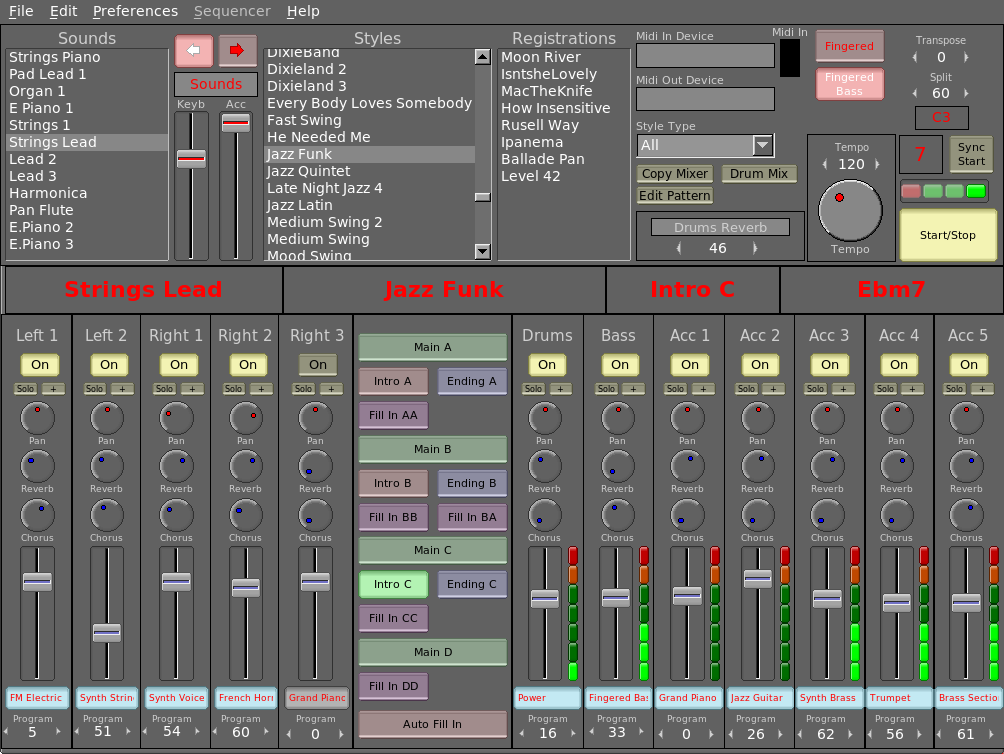 File Edit Preferences Sequencer Help
Sounds
Strings Piano
Pad Lead 1
Organ 1
E Piano 1
Strings 1
Strings Lead
Lead 2
Lead 3
Harmonica
Pan Flute
E.Piano 2
E.Piano 3
Sounds
Keyb Acc
Styles
DixieBand
Dixieland 2
Dixieland 3
Every Body Loves Somebody
Fast Swing
He Needed Me
Jazz Funk
Jazz Quintet
Late Night Jazz 4
Jazz Latin
Medium Swing 2
Medium Swing
Mood Swing
Registrations
Moon River
IsntsheLovely
MacTheKnife
How Insensitive
Rusell Way
Ipanema
Ballade Pan
Level 42
Midi In Device
Midi In
Midi Out Device
Style Type
All
Copy Mixer Drum Mix
Edit Pattern
Drums Reverb
46
Fingered
Fingered
Bass
Transpose
0
Split
60
C3
Tempo
120
Tempo
7
Sync
Start
Start/Stop
Strings Lead Jazz Funk Intro C Ebm7
Left 1 Left 2 Right 1 Right 2 Right 3
On On On On On
Solo + Solo + Solo + Solo + Solo +
Pan Pan Pan Pan Pan
Reverb Reverb Reverb Reverb Reverb
Chorus Chorus Chorus Chorus Chorus
FM Electric Synth Strin Synth Voice French Horn Grand Piano
Program Program Program Program Program
5 51 54 60 0
Main A
Intro A Ending A
Fill In AA
Main B
Intro B Ending B
Fill In BB Fill In BA
Main C
Intro C Ending C
Fill In CC
Main D
Fill In DD
Auto Fill In
Drums Bass Acc 1 Acc 2 Acc 3 Acc 4 Acc 5
On On On On On On On
Solo + Solo + Solo + Solo + Solo + Solo + Solo +
Pan Pan Pan Pan Pan Pan Pan
Reverb Reverb Reverb Reverb Reverb Reverb Reverb
Chorus Chorus Chorus Chorus Chorus Chorus Chorus
Power Fingered Bas Grand Piano Jazz Guitar Synth Brass Trumpet Brass Sectio
Program Program Program Program Program Program Program
16 33 0 26 62 56 61